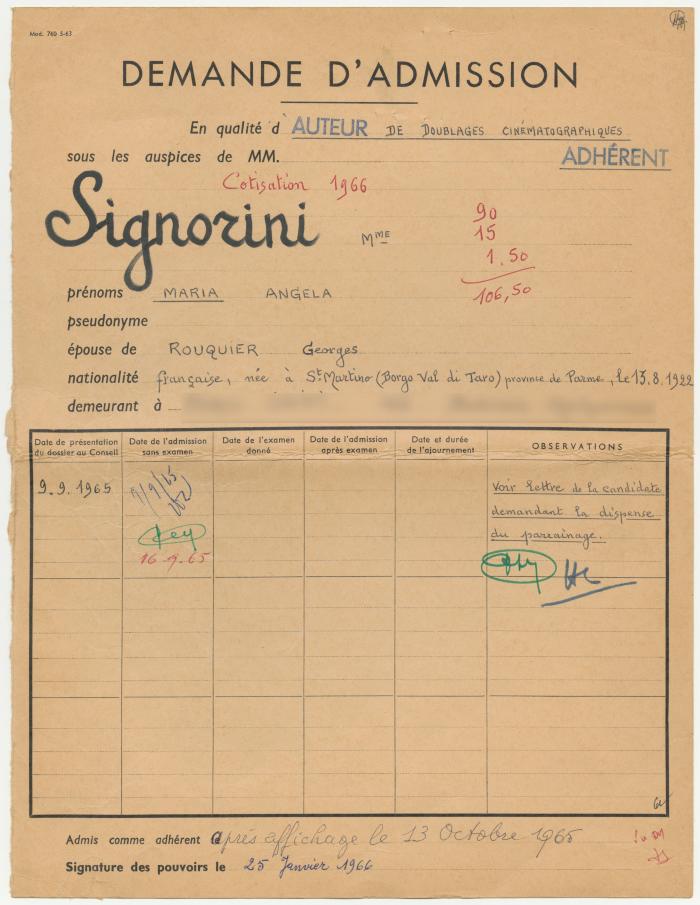 Mod. 760 5-63
DEMANDE D'ADMISSION
En qualité d'AUTEUR DE DOUBLAGES CINÉMATOGRAPHIQUES
sous les auspices de MM. ADHÉRENT
Cotisation 1966
Signorini Mme
90
15
1.50
106,50
prénoms MARIA ANGELA
pseudonyme
épouse de ROUQUIER Georges
nationalité française, née à St Martino (Borgo Val di Taro) province de Parme, le 15.8.1922
demeurant à
Date de présentation du dossier au Conseil
Date de l'admission sans examen
Date de l'examen donné
Date de l'admission après examen
Date et durée de l'ajournement
OBSERVATIONS
9.9.1965
9/9/65
16-9-65
Voir lettre de la candidate
demandant la dispense
du parrainage.
Admis comme adhérent après affichage le 13 Octobre 1965
Signature des pouvoirs le 25 Janvier 1966